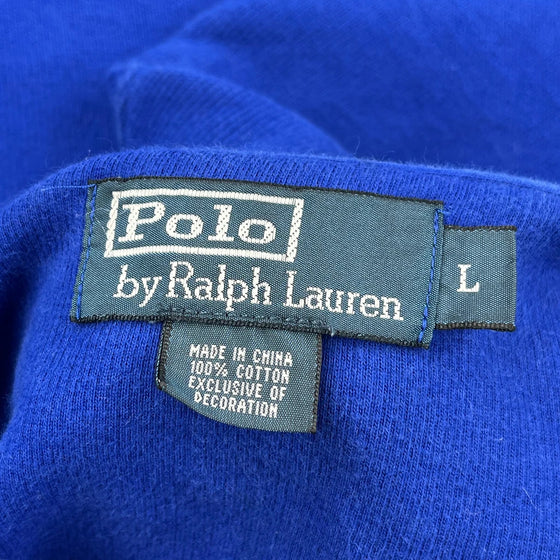 Polo
by Ralph Lauren
L
MADE IN CHINA
100% COTTON
EXCLUSIVE OF
DECORATION